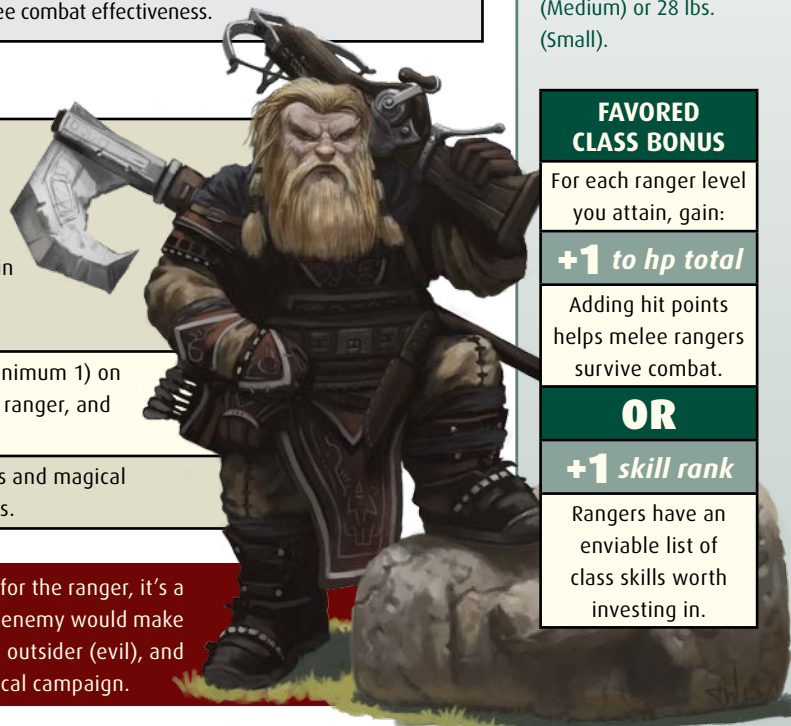 ee combat effectiveness.
in
nimum 1) on
ranger, and
s and magical
s.
for the ranger, it's a
enemy would make
outsider (evil), and
cal campaign.
(Medium) or 28 lbs.
(Small).
FAVORED
CLASS BONUS
For each ranger level
you attain, gain:
+1 to hp total
Adding hit points
helps melee rangers
survive combat.
OR
+1 skill rank
Rangers have an
enviable list of
class skills worth
investing in.